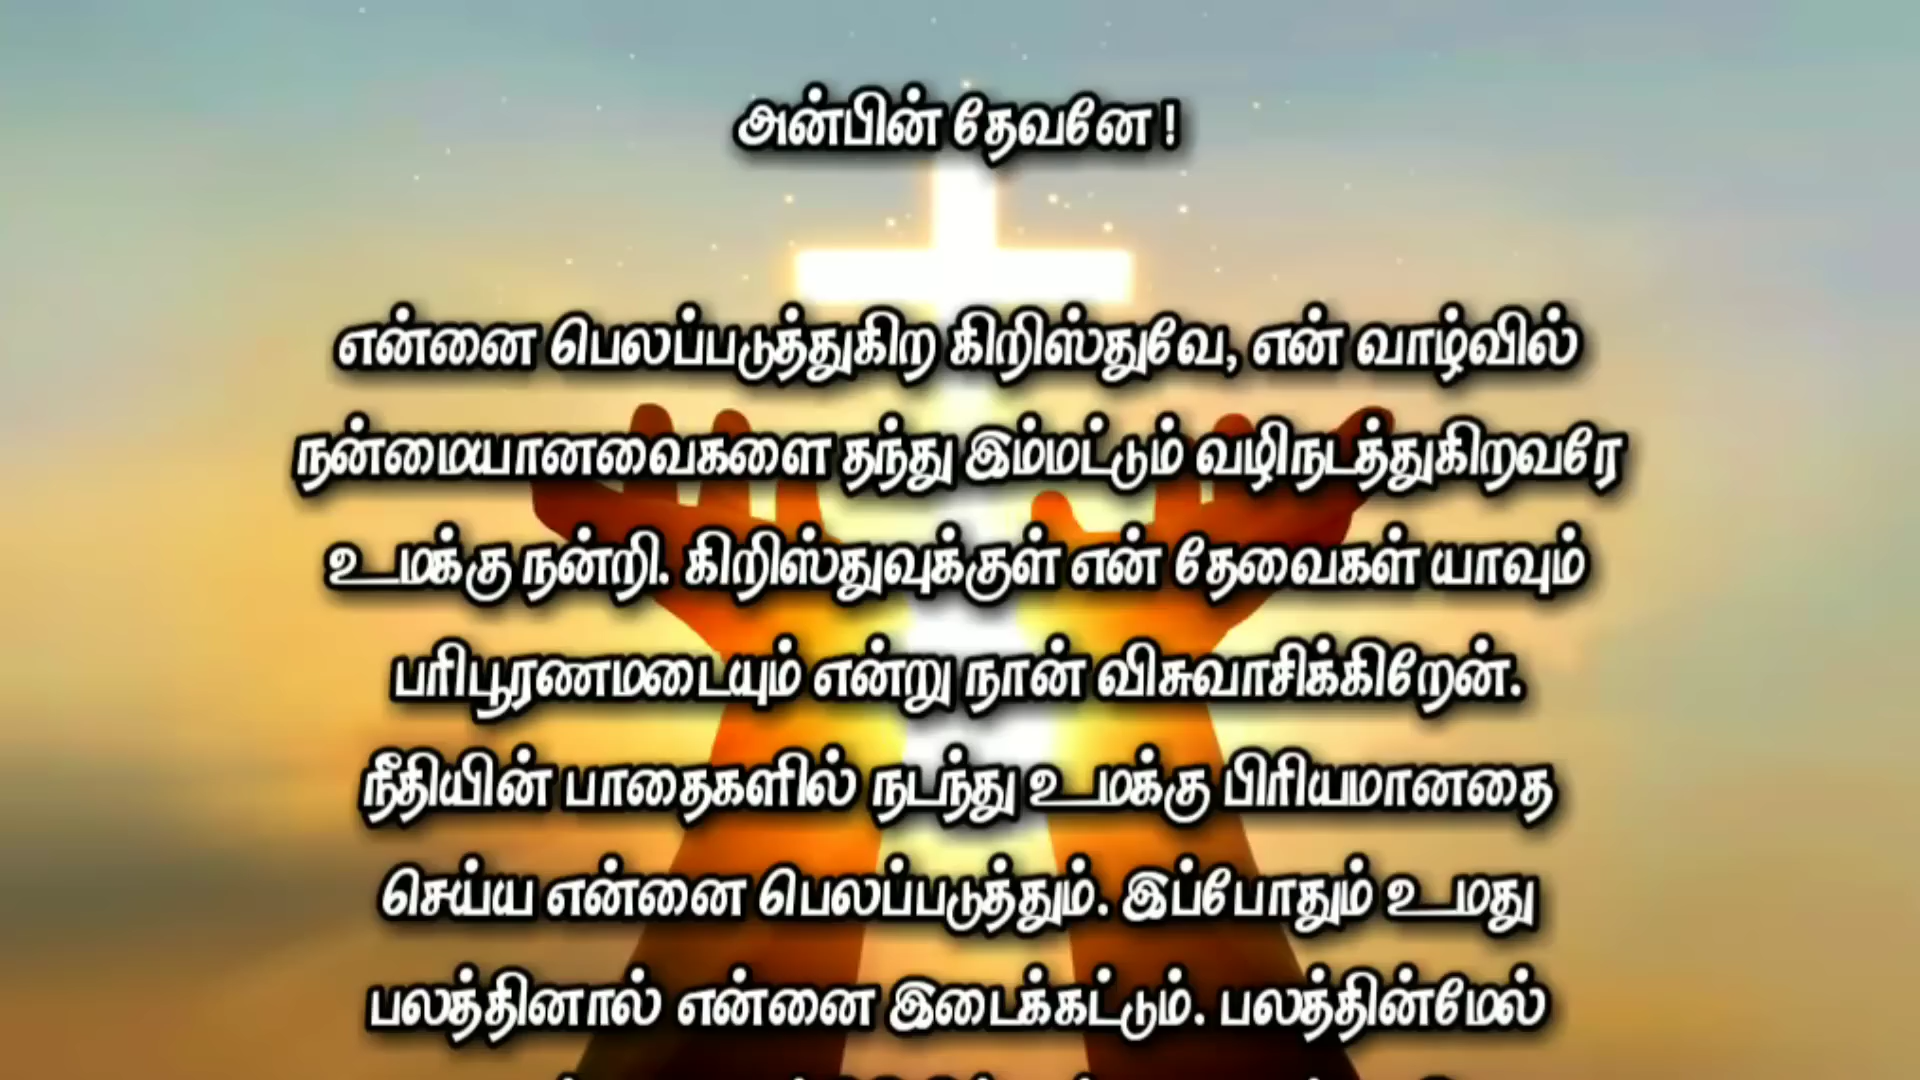 அன்பின் தேவனே !
என்னை பெலப்படுத்துகிற கிறிஸ்துவே, என் வாழ்வில்
நன்மையானவைகளை தந்து இம்மட்டும் வழிநடத்துகிறவரே
உமக்கு நன்றி. கிறிஸ்துவுக்குள் என் தேவைகள் யாவும்
பரிபூரணமடையும் என்று நான் விசுவாசிக்கிறேன்.
நீதியின் பாதைகளில் நடந்து உமக்கு பிரியமானதை
செய்ய என்னை பெலப்படுத்தும். இப்போதும் உமது
பலத்தினால் என்னை இடைக்கட்டும். பலத்தின்மேல்